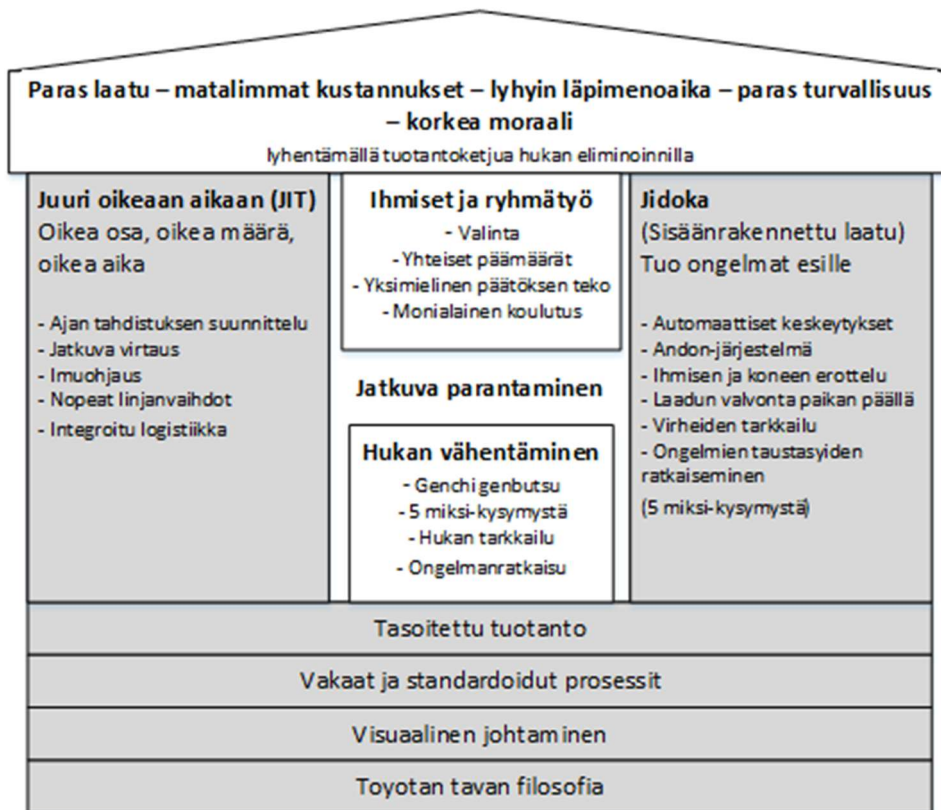 Paras laatu – matalimmat kustannukset – lyhyin läpimenoaika – paras turvallisuus
– korkea moraali
lyhentämällä tuotantoketjua hukan eliminoinnilla
Juuri oikeaan aikaan (JIT)
Oikea osa, oikea määrä,
oikea aika
- Ajan tahdistuksen suunnittelu
- Jatkuva virtaus
- Imuohjaus
- Nopeat linjanvaihdot
- Integroitu logistiikka
Ihmiset ja ryhmätyö
- Valinta
- Yhteiset päämäärät
- Yksimielinen päätöksen teko
- Monialainen koulutus
Jatkuva parantaminen
Hukan vähentäminen
- Genchi genbutsu
- 5 miksi-kysymystä
- Hukan tarkkailu
- Ongelmanratkaisu
Jidoka
(Sisäänrakennettu laatu)
Tuo ongelmat esille
- Automaattiset keskeytykset
- Andon-järjestelmä
- Ihmisen ja koneen erottelu
- Laadun valvonta paikan päällä
- Virheiden tarkkailu
- Ongelmien taustasyiden
ratkaiseminen
(5 miksi-kysymystä)
Tasoitettu tuotanto
Vakaat ja standardoidut prosessit
Visuaalinen johtaminen
Toyotan tavan filosofia